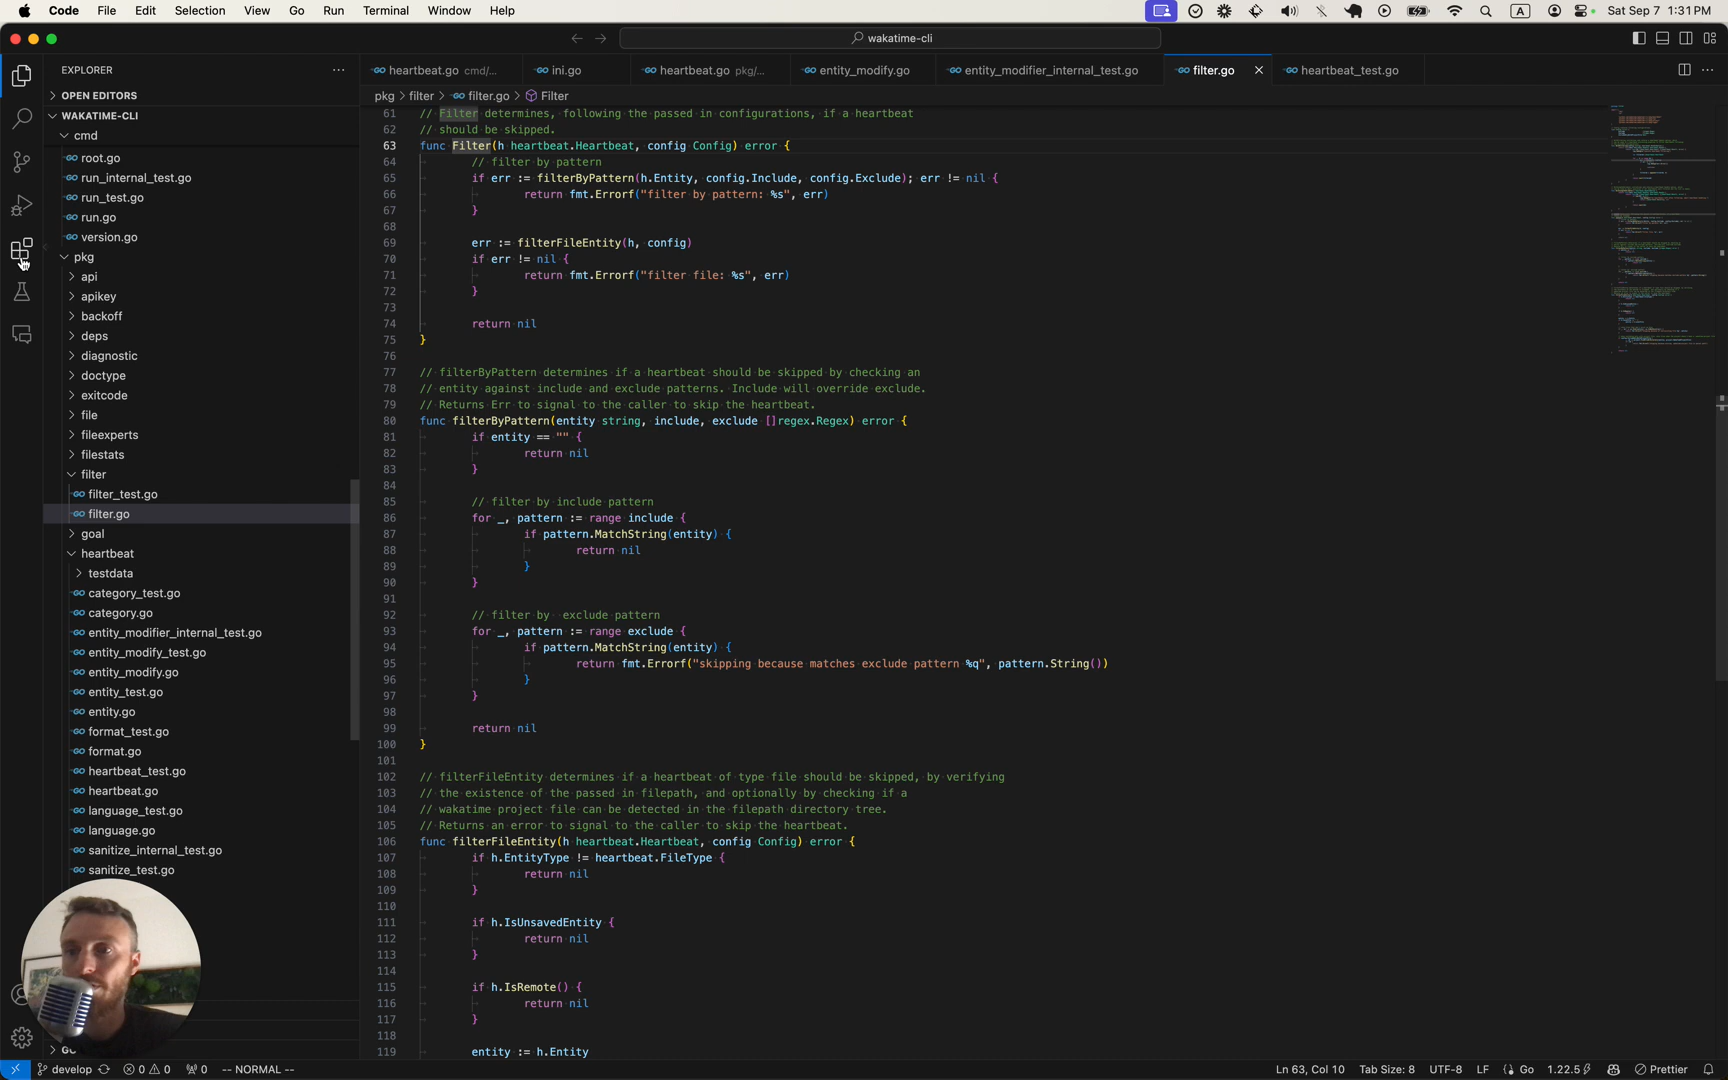 Code File Edit Selection View Go Run Terminal Window Help
A Sat Sep 7 1:31 PM
wakatime-cli
EXPLORER
heartbeat.go cmd/...
ini.go
heartbeat.go pkg/...
entity_modify.go
entity_modifier_internal_test.go
filter.go
heartbeat_test.go
pkg > filter > filter.go > Filter
OPEN EDITORS
WAKATIME-CLI
cmd
root.go
run_internal_test.go
run_test.go
run.go
version.go
pkg
api
apikey
backoff
deps
diagnostic
doctype
exitcode
file
fileexperts
filestats
filter
filter_test.go
filter.go
goal
heartbeat
testdata
category_test.go
category.go
entity_modifier_internal_test.go
entity_modify_test.go
entity_modify.go
entity_test.go
entity.go
format_test.go
format.go
heartbeat_test.go
heartbeat.go
language_test.go
language.go
sanitize_internal_test.go
sanitize_test.go
61 // Filter determines, following the passed in configurations, if a heartbeat
62 // should be skipped.
63 func Filter(h heartbeat.Heartbeat, config Config) error {
64 // filter by pattern
65 if err := filterByPattern(h.Entity, config.Include, config.Exclude); err != nil {
66 return fmt.Errorf("filter by pattern: %s", err)
67 }
68
69 err := filterFileEntity(h, config)
70 if err != nil {
71 return fmt.Errorf("filter file: %s", err)
72 }
73
74 return nil
75 }
76
77 // filterByPattern determines if a heartbeat should be skipped by checking an
78 // entity against include and exclude patterns. Include will override exclude.
79 // Returns Err to signal to the caller to skip the heartbeat.
80 func filterByPattern(entity string, include, exclude []regex.Regex) error {
81 if entity == "" {
82 return nil
83 }
84
85 // filter by include pattern
86 for _, pattern := range include {
87 if pattern.MatchString(entity) {
88 return nil
89 }
90 }
91
92 // filter by  exclude pattern
93 for _, pattern := range exclude {
94 if pattern.MatchString(entity) {
95 return fmt.Errorf("skipping because matches exclude pattern %q", pattern.String())
96 }
97 }
98
99 return nil
100 }
101
102 // filterFileEntity determines if a heartbeat of type file should be skipped, by verifying
103 // the existence of the passed in filepath, and optionally by checking if a
104 // wakatime project file can be detected in the filepath directory tree.
105 // Returns an error to signal to the caller to skip the heartbeat.
106 func filterFileEntity(h heartbeat.Heartbeat, config Config) error {
107 if h.EntityType != heartbeat.FileType {
108 return nil
109 }
110
111 if h.IsUnsavedEntity {
112 return nil
113 }
114
115 if h.IsRemote() {
116 return nil
117 }
118
119 entity := h.Entity
develop 0 0 0 -- NORMAL --
Ln 63, Col 10 Tab Size: 8 UTF-8 LF Go 1.22.5 Prettier